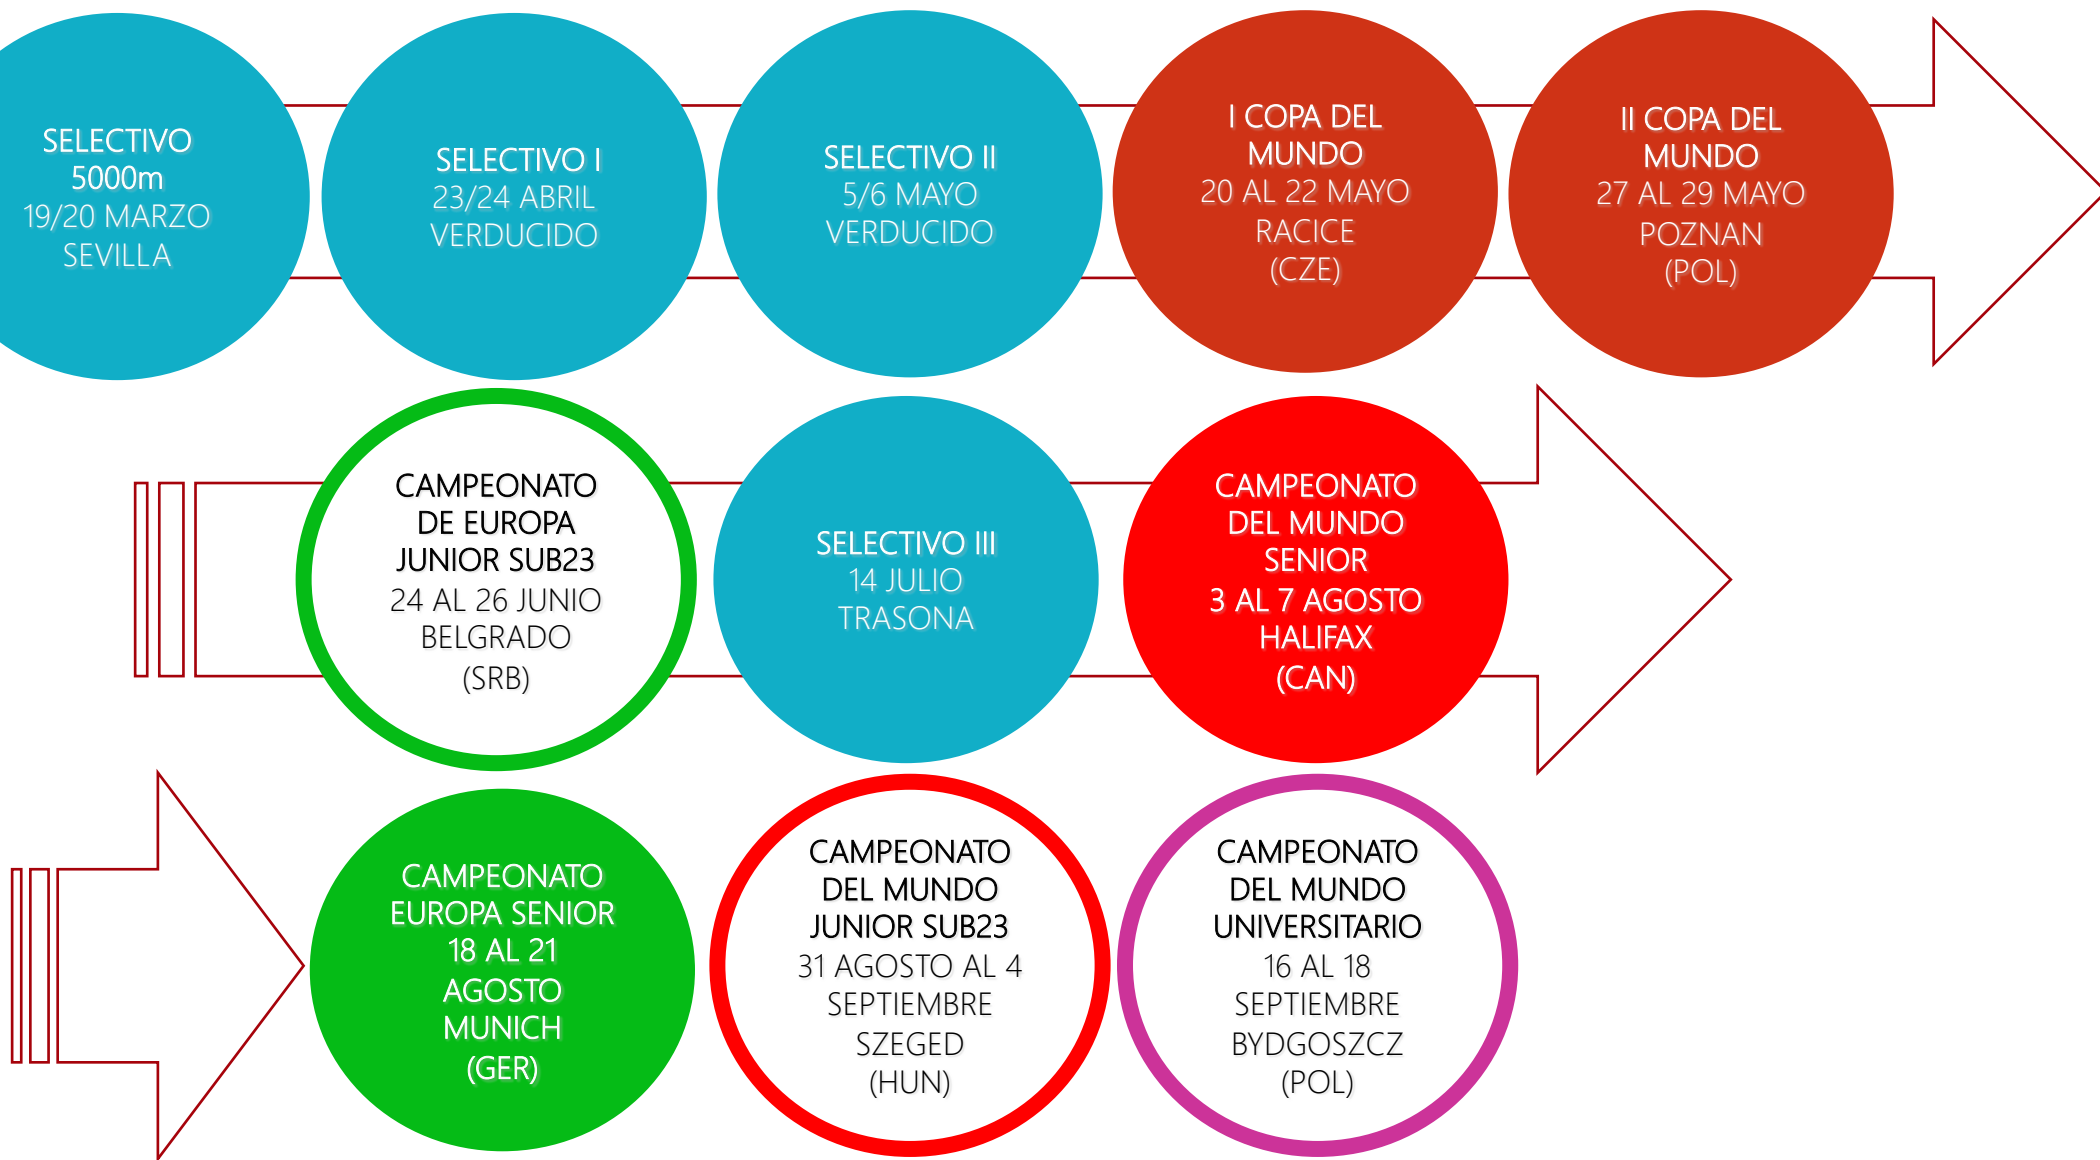 SELECTIVO
5000m
19/20 MARZO
SEVILLA
SELECTIVO I
23/24 ABRIL
VERDUCIDO
SELECTIVO II
5/6 MAYO
VERDUCIDO
I COPA DEL
MUNDO
20 AL 22 MAYO
RACICE
(CZE)
II COPA DEL
MUNDO
27 AL 29 MAYO
POZNAN
(POL)
CAMPEONATO
DE EUROPA
JUNIOR SUB23
24 AL 26 JUNIO
BELGRADO
(SRB)
SELECTIVO III
14 JULIO
TRASONA
CAMPEONATO
DEL MUNDO
SENIOR
3 AL 7 AGOSTO
HALIFAX
(CAN)
CAMPEONATO
EUROPA SENIOR
18 AL 21
AGOSTO
MUNICH
(GER)
CAMPEONATO
DEL MUNDO
JUNIOR SUB23
31 AGOSTO AL 4
SEPTIEMBRE
SZEGED
(HUN)
CAMPEONATO
DEL MUNDO
UNIVERSITARIO
16 AL 18
SEPTIEMBRE
BYDGOSZCZ
(POL)